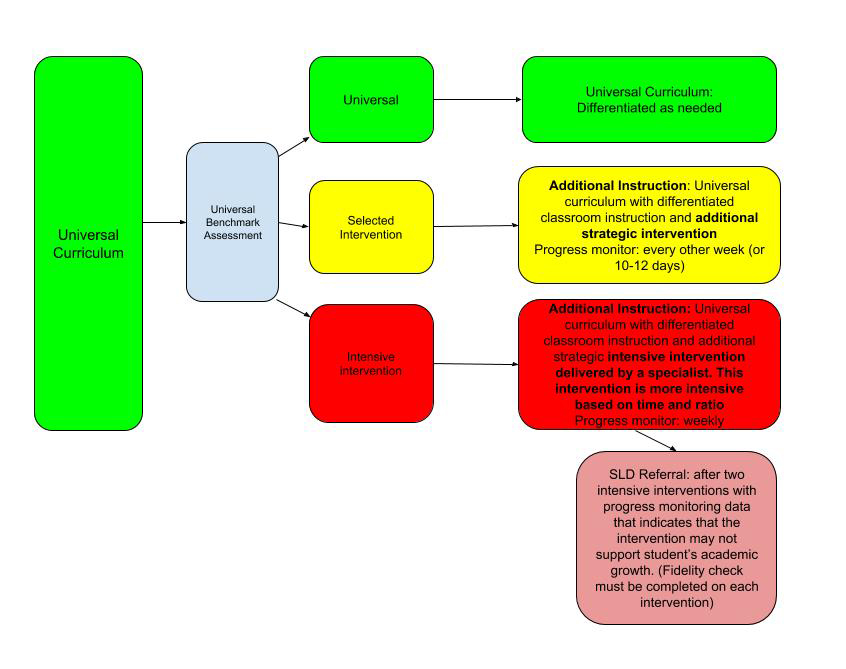 Universal
Curriculum
Universal
Benchmark
Assessment
Universal
Universal Curriculum:
Differentiated as needed
Selected
Intervention
Additional Instruction: Universal
curriculum with differentiated
classroom instruction and additional
strategic intervention
Progress monitor: every other week (or
10-12 days)
Intensive
Intervention
Additional Instruction: Universal
curriculum with differentiated
classroom instruction and additional
strategic intensive intervention
delivered by a specialist. This
intervention is more intensive
based on time and ratio
Progress monitor: weekly
SLD Referral: after two
intensive interventions with
progress monitoring data
that indicates that the
intervention may not
support student's academic
growth. (Fidelity check
must be completed on each
intervention)